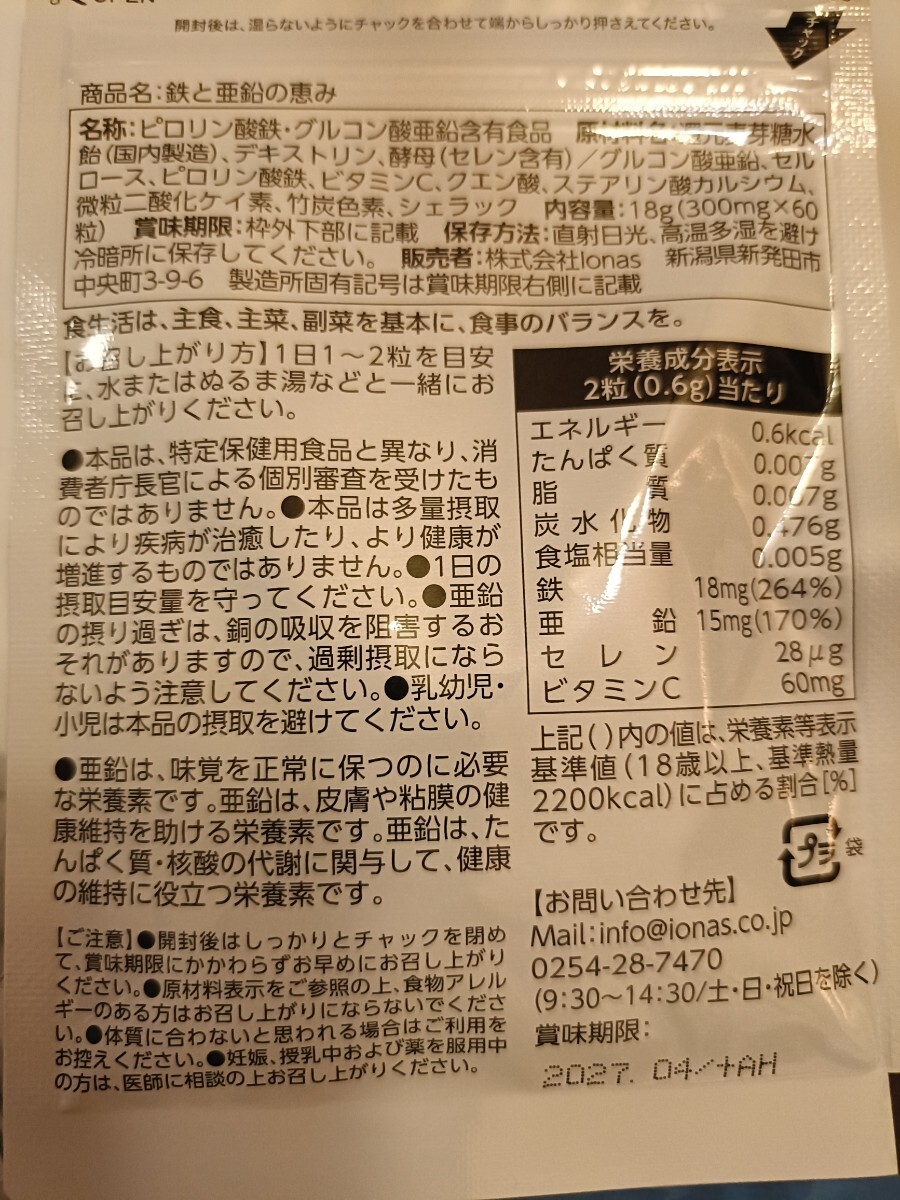 OPEN
開封後は、湿らないようにチャックを合わせて端からしっかり押さえてください。
チャック
商品名:鉄と亜鉛の恵み
名称:ピロリン酸鉄・グルコン酸亜鉛含有食品 原材料名:還元麦芽糖水
飴(国内製造)、デキストリン、酵母(セレン含有)/グルコン酸亜鉛、セル
ロース、ピロリン酸鉄、ビタミンC、クエン酸、ステアリン酸カルシウム、
微粒二酸化ケイ素、竹炭色素、シェラック 内容量:18g(300mg×60
粒) 賞味期限:枠外下部に記載 保存方法:直射日光、高温多湿を避け
冷暗所に保存してください。 販売者:株式会社Ionas 新潟県新発田市
中央町3-9-6 製造所固有記号は賞味期限右側に記載
食生活は、主食、主菜、副菜を基本に、食事のバランスを。
【お召し上がり方】1日1〜2粒を目安
に、水またはぬるま湯などと一緒にお
召し上がりください。
●本品は、特定保健用食品と異なり、消
費者庁長官による個別審査を受けたも
のではありません。●本品は多量摂取
により疾病が治癒したり、より健康が
増進するものではありません。●1日の
摂取目安量を守ってください。●亜鉛
の摂り過ぎは、銅の吸収を阻害するお
それがありますので、過剰摂取になら
ないよう注意してください。●乳幼児・
小児は本品の摂取を避けてください。
●亜鉛は、味覚を正常に保つのに必要
な栄養素です。亜鉛は、皮膚や粘膜の健
康維持を助ける栄養素です。亜鉛は、た
んぱく質・核酸の代謝に関与して、健康
の維持に役立つ栄養素です。
【ご注意】●開封後はしっかりとチャックを閉め
て、賞味期限にかかわらずお早めにお召し上がり
ください。●原材料表示をご参照の上、食物アレル
ギーのある方はお召し上がりにならないでくださ
い。●体質に合わないと思われる場合はご利用を
お控えください。●妊娠、授乳中および薬を服用中
の方は、医師に相談の上お召し上がりください。
栄養成分表示
2粒(0.6g)当たり
エネルギー 0.6kcal
たんぱく質 0.007g
脂質 0.007g
炭水化物 0.476g
食塩相当量 0.005g
鉄 18mg(264%)
亜鉛 15mg(170%)
セレン 28μg
ビタミンC 60mg
上記( )内の値は、栄養素等表示
基準値(18歳以上、基準熱量
2200kcal)に占める割合[%]
です。
プラ 袋
【お問い合わせ先】
Mail:info@ionas.co.jp
0254-28-7470
(9:30〜14:30/土・日・祝日を除く)
賞味期限:
2027. 04/+AH